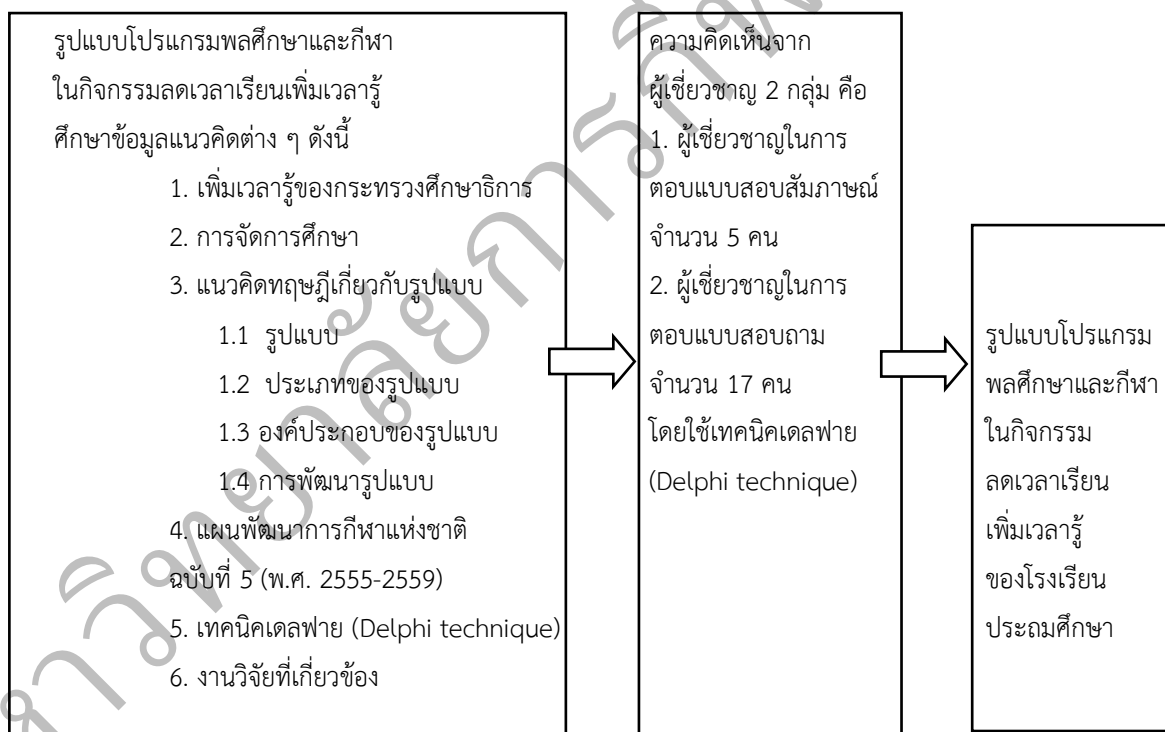 รูปแบบโปรแกรมพลศึกษาและกีฬา
ในกิจกรรมลดเวลาเรียนเพิ่มเวลารู้
ศึกษาข้อมูลแนวคิดต่าง ๆ ดังนี้
1. เพิ่มเวลารู้ของกระทรวงศึกษาธิการ
2. การจัดการศึกษา
3. แนวคิดทฤษฎีเกี่ยวกับรูปแบบ
1.1 รูปแบบ
1.2 ประเภทของรูปแบบ
1.3 องค์ประกอบของรูปแบบ
1.4 การพัฒนารูปแบบ
4. แผนพัฒนาการกีฬาแห่งชาติ
ฉบับที่ 5 (พ.ศ. 2555-2559)
5. เทคนิคเดลฟาย (Delphi technique)
6. งานวิจัยที่เกี่ยวข้อง
ความคิดเห็นจาก
ผู้เชี่ยวชาญ 2 กลุ่ม คือ
1. ผู้เชี่ยวชาญในการ
ตอบแบบสอบสัมภาษณ์
จำนวน 5 คน
2. ผู้เชี่ยวชาญในการ
ตอบแบบสอบถาม
จำนวน 17 คน
โดยใช้เทคนิคเดลฟาย
(Delphi technique)
รูปแบบโปรแกรม
พลศึกษาและกีฬา
ในกิจกรรม
ลดเวลาเรียน
เพิ่มเวลารู้
ของโรงเรียน
ประถมศึกษา